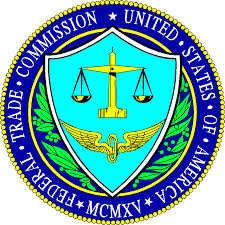 FEDERAL TRADE COMMISSION ★ UNITED STATES OF AMERICA
★ MCMXV ★